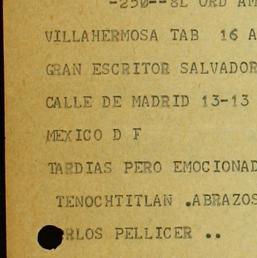 -250--8L ORD AM
VILLAHERMOSA TAB 16 A
GRAN ESCRITOR SALVADOR
CALLE DE MADRID 13-13
MEXICO D F
TARDIAS PERO EMOCIONAD
TENOCHTITLAN .ABRAZOS
RLOS PELLICER ..